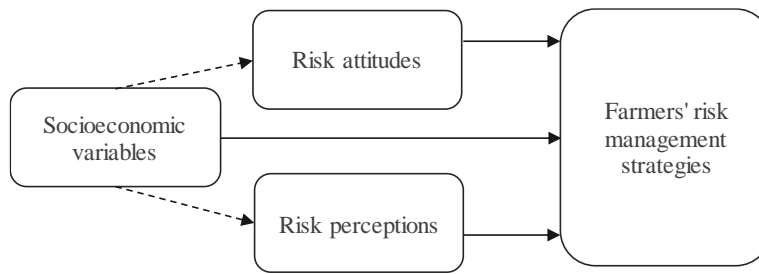 Risk attitudes
Socioeconomic
variables
Farmers' risk
management
strategies
Risk perceptions